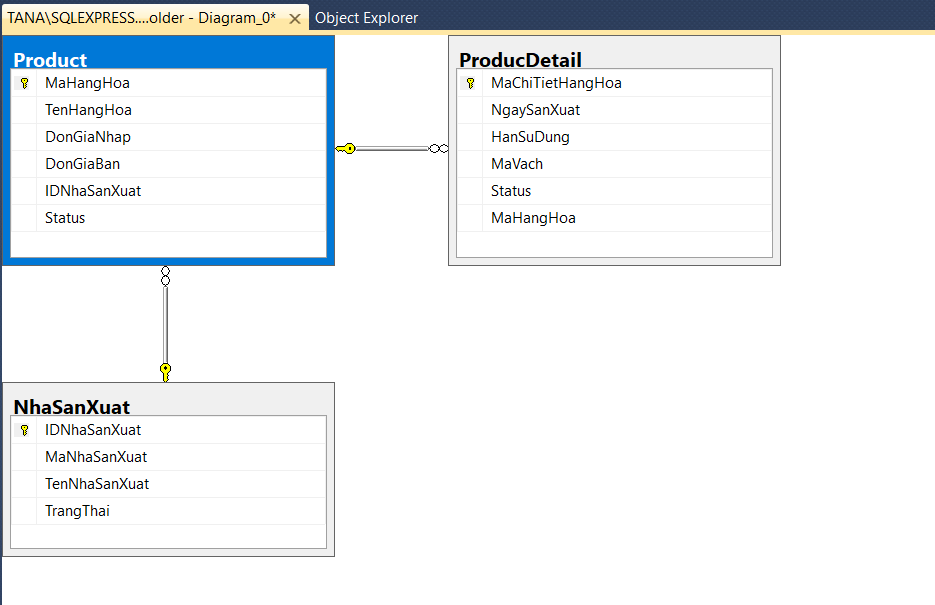 TANA\SQLEXPRESS....older - Diagram_0*
Object Explorer
Product
MaHangHoa
TenHangHoa
DonGiaNhap
DonGiaBan
IDNhaSanXuat
Status
ProducDetail
MaChiTietHangHoa
NgaySanXuat
HanSuDung
MaVach
Status
MaHangHoa
NhaSanXuat
IDNhaSanXuat
MaNhaSanXuat
TenNhaSanXuat
TrangThai